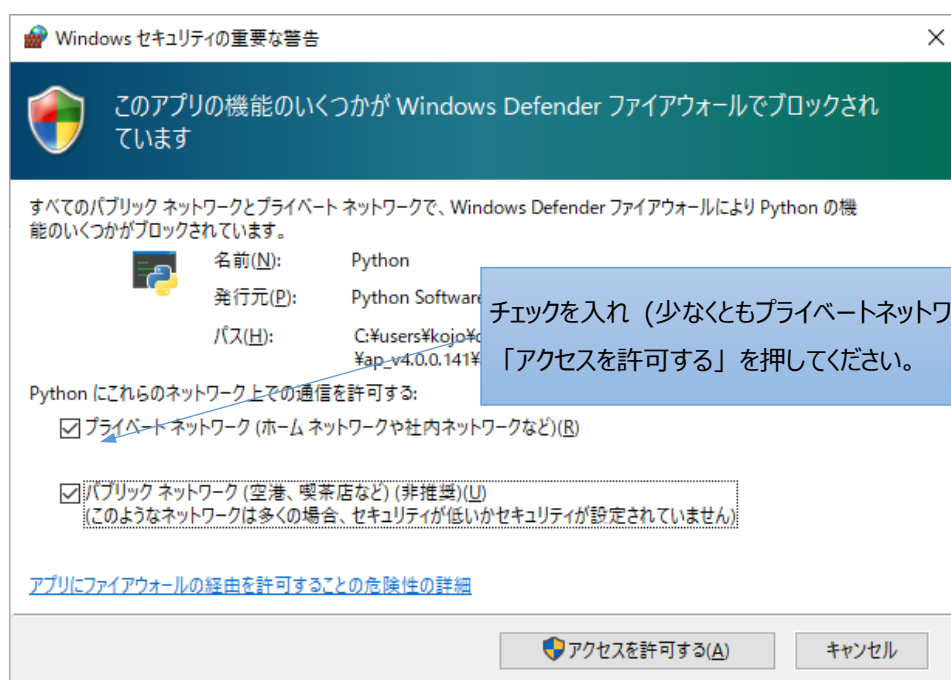 Windows セキュリティの重要な警告
このアプリの機能のいくつかが Windows Defender ファイアウォールでブロックされ
ています
すべてのパブリック ネットワークとプライベート ネットワークで、Windows Defender ファイアウォールにより Python の機
能のいくつかがブロックされています。
名前(N): Python
発行元(P): Python Software
パス(H): C:¥users¥kojo¥
¥ap_v4.0.0.141¥
チェックを入れ (少なくともプライベートネットワ
「アクセスを許可する」を押してください。
Python にこれらのネットワーク上での通信を許可する:
プライベート ネットワーク (ホーム ネットワークや社内ネットワークなど)(R)
パブリック ネットワーク (空港、喫茶店など) (非推奨)(U)
(このようなネットワークは多くの場合、セキュリティが低いかセキュリティが設定されていません)
アプリにファイアウォールの経由を許可することの危険性の詳細
アクセスを許可する(A) キャンセル